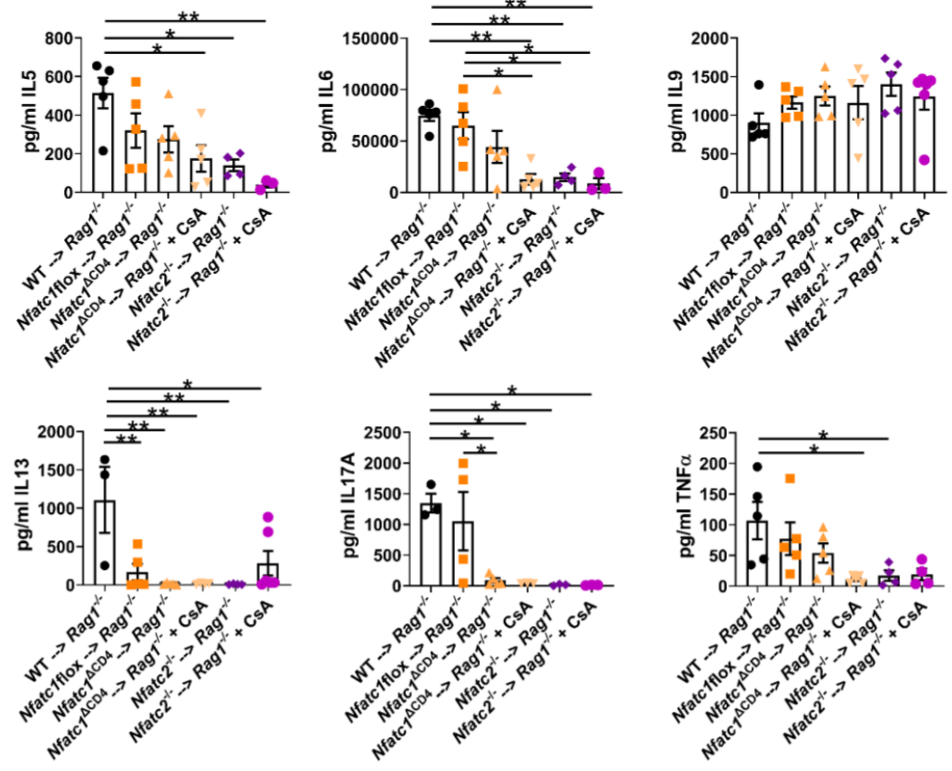 **
*
*
pg/ml IL5
800
600
400
200
0
WT --> Rag1-/-
Nfatc1flox --> Rag1-/-
Nfatc1ΔCD4 --> Rag1-/-
Nfatc1ΔCD4 --> Rag1-/- + CsA
Nfatc2-/- --> Rag1-/-
Nfatc2-/- --> Rag1-/- + CsA
**
**
**
*
*
*
pg/ml IL6
150000
100000
50000
0
WT --> Rag1-/-
Nfatc1flox --> Rag1-/-
Nfatc1ΔCD4 --> Rag1-/-
Nfatc1ΔCD4 --> Rag1-/- + CsA
Nfatc2-/- --> Rag1-/-
Nfatc2-/- --> Rag1-/- + CsA
pg/ml IL9
2000
1500
1000
500
0
WT --> Rag1-/-
Nfatc1flox --> Rag1-/-
Nfatc1ΔCD4 --> Rag1-/-
Nfatc1ΔCD4 --> Rag1-/- + CsA
Nfatc2-/- --> Rag1-/-
Nfatc2-/- --> Rag1-/- + CsA
*
**
**
**
**
pg/ml IL13
2000
1500
1000
500
0
WT --> Rag1-/-
Nfatc1flox --> Rag1-/-
Nfatc1ΔCD4 --> Rag1-/-
Nfatc1ΔCD4 --> Rag1-/- + CsA
Nfatc2-/- --> Rag1-/-
Nfatc2-/- --> Rag1-/- + CsA
*
*
*
*
*
pg/ml IL17A
2500
2000
1500
1000
500
0
WT --> Rag1-/-
Nfatc1flox --> Rag1-/-
Nfatc1ΔCD4 --> Rag1-/-
Nfatc1ΔCD4 --> Rag1-/- + CsA
Nfatc2-/- --> Rag1-/-
Nfatc2-/- --> Rag1-/- + CsA
*
*
pg/ml TNFα
250
200
150
100
50
0
WT --> Rag1-/-
Nfatc1flox --> Rag1-/-
Nfatc1ΔCD4 --> Rag1-/-
Nfatc1ΔCD4 --> Rag1-/- + CsA
Nfatc2-/- --> Rag1-/-
Nfatc2-/- --> Rag1-/- + CsA